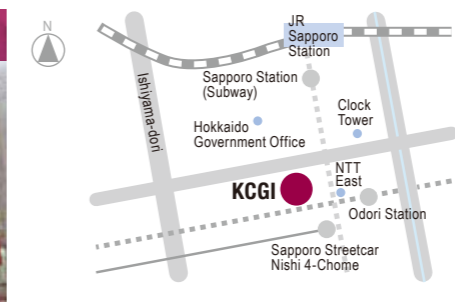 N
JR
Sapporo
Station
Sapporo Station
(Subway)
Ishiyama-dori
Clock
Tower
Hokkaido
Government Office
NTT
East
KCGI
Odori Station
Sapporo Streetcar
Nishi 4-Chome